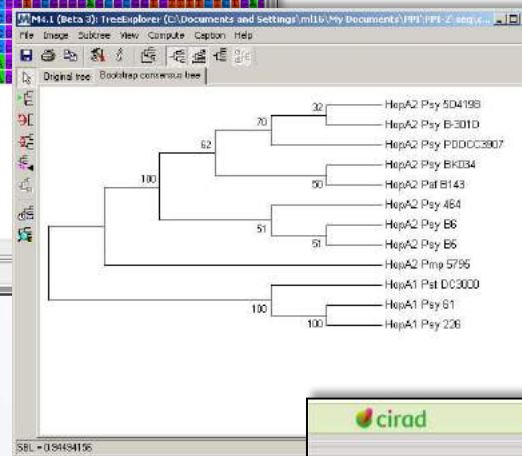 M4.1 (Beta 3): TreeExplorer (C:\Documents and Settings\ml16\My Documents\PPI\PPI-2\seq\c...
File Image Subtree View Compute Caption Help
Original tree Bootstrap consensus tree
HopA2 Psy 5D4198
32
HopA2 Psy B-301D
70
HopA2 Psy PDDCC3907
62
HopA2 Psy BK034
100
50
HopA2 Paf B143
HopA2 Psy 464
51
HopA2 Psy B6
51
HopA2 Psy B5
HopA2 Pmp 5795
HopA1 Pst DC3000
100
HopA1 Psy 61
100
HopA1 Psy 226
cirad
SBL = 0.94494156